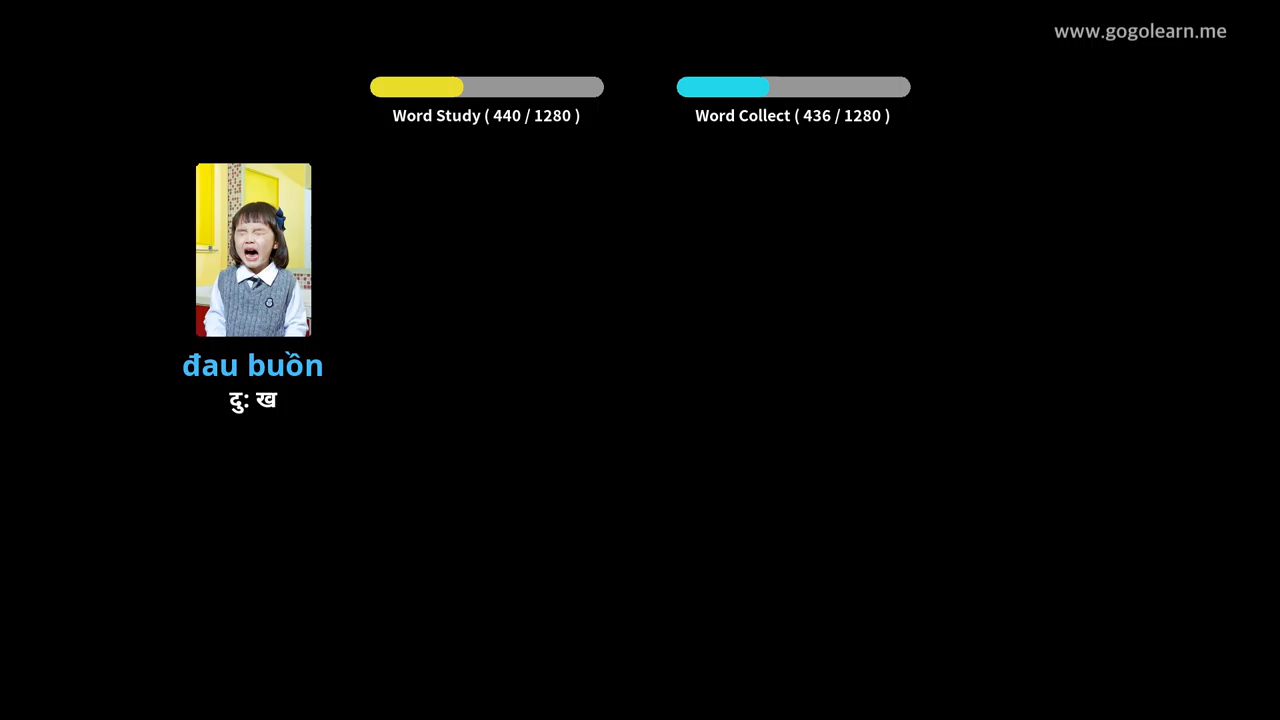 www.gogolearn.me
Word Study ( 440 / 1280 )
Word Collect ( 436 / 1280 )
đau buồn
दु: ख